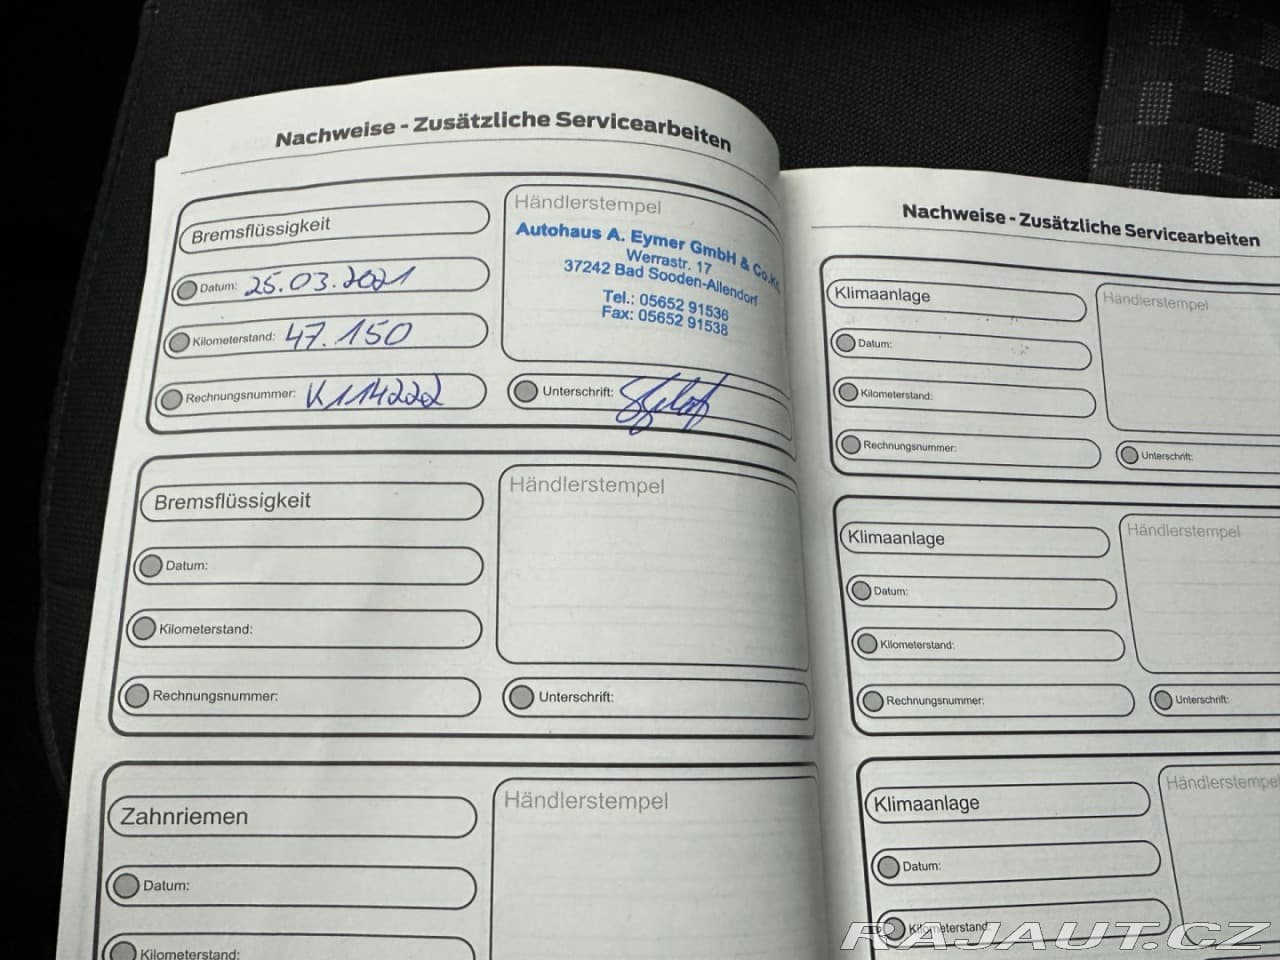 Nachweise - Zusätzliche Servicearbeiten
Bremsflüssigkeit
Datum: 25.03.2021
Kilometerstand: 47.150
Rechnungsnummer: K114222
Händlerstempel
Autohaus A. Eymer GmbH & Co.KG
Werrastr. 17
37242 Bad Sooden-Allendorf
Tel.: 05652 91536
Fax: 05652 91538
Unterschrift:
Bremsflüssigkeit
Datum:
Kilometerstand:
Rechnungsnummer:
Händlerstempel
Unterschrift:
Zahnriemen
Datum:
Kilometerstand:
Händlerstempel
Nachweise - Zusätzliche Servicearbeiten
Klimaanlage
Datum:
Kilometerstand:
Rechnungsnummer:
Händlerstempel
Unterschrift:
Klimaanlage
Datum:
Kilometerstand:
Rechnungsnummer:
Händlerstempel
Unterschrift:
Klimaanlage
Datum:
Kilometerstand:
Händlerstempel
RAJAUT.CZ